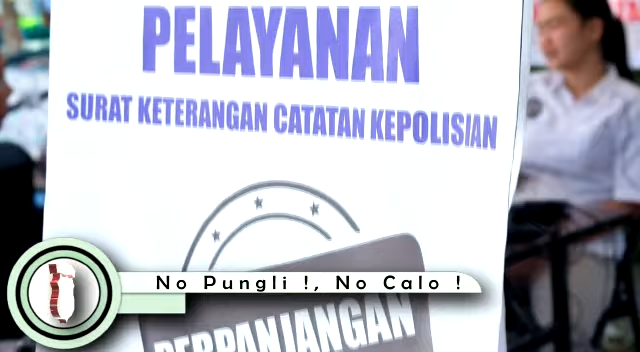 PELAYANAN
SURAT KETERANGAN CATATAN KEPOLISIAN
No Pungli !, No Calo !
PERPANJANGAN